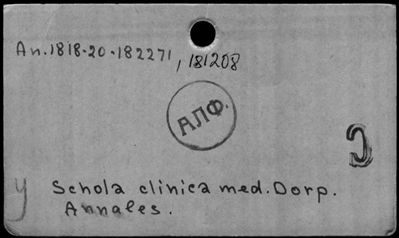 An.1818-20-182271, 181208
АЛФ.
Э
У
Schola clinica med. Dorp.
Annales.